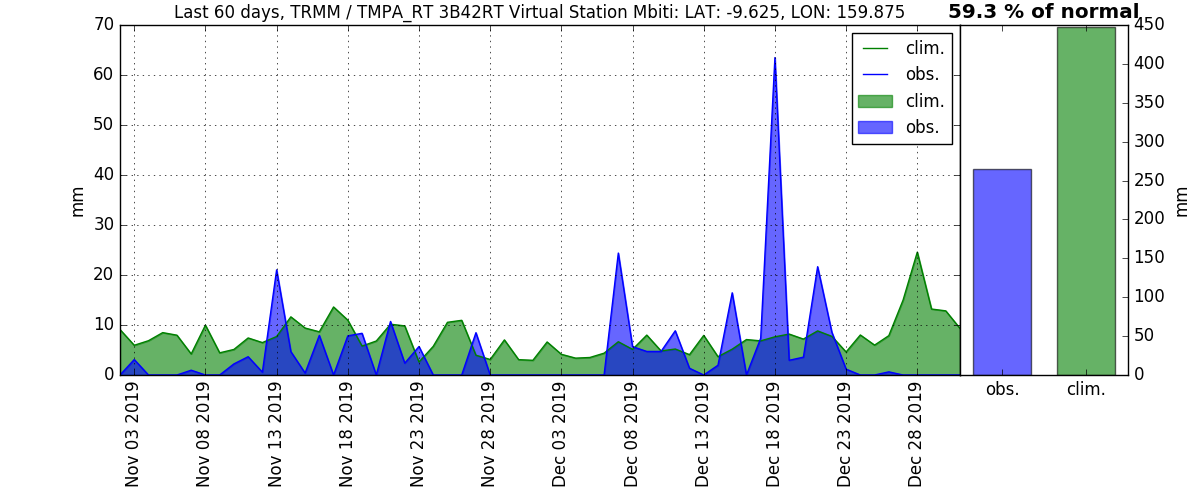 Last 60 days, TRMM / TMPA_RT 3B42RT Virtual Station Mbiti: LAT: -9.625, LON: 159.875
59.3 % of normal
70
60
50
40
30
20
10
0
mm
clim.
obs.
clim.
obs.
450
400
350
300
250
200
150
100
50
0
mm
obs.
clim.
Nov 03 2019
Nov 08 2019
Nov 13 2019
Nov 18 2019
Nov 23 2019
Nov 28 2019
Dec 03 2019
Dec 08 2019
Dec 13 2019
Dec 18 2019
Dec 23 2019
Dec 28 2019